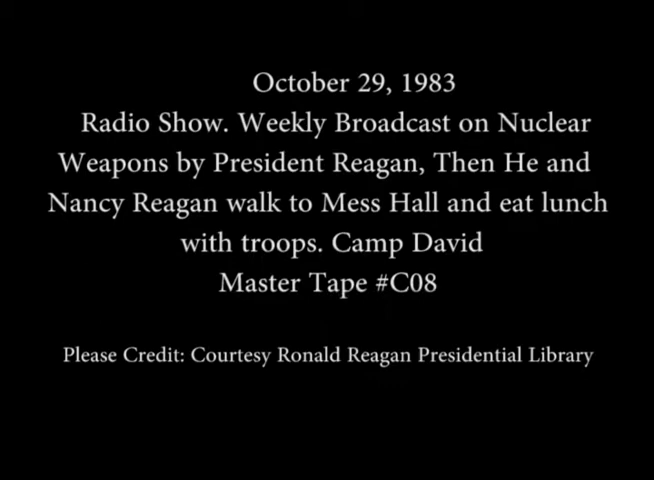 October 29, 1983
Radio Show. Weekly Broadcast on Nuclear
Weapons by President Reagan, Then He and
Nancy Reagan walk to Mess Hall and eat lunch
with troops. Camp David
Master Tape #C08
Please Credit: Courtesy Ronald Reagan Presidential Library